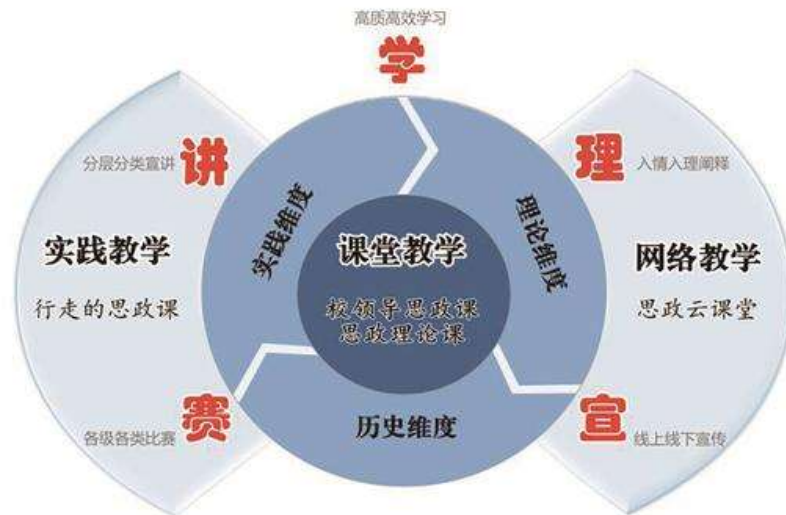 高质高效学习
学
分层分类宣讲
讲
理
入情入理阐释
实践维度
理论维度
实践教学
行走的思政课
课堂教学
校领导思政课
思政理论课
网络教学
思政云课堂
各级各类比赛
赛
历史维度
宣
线上线下宣传